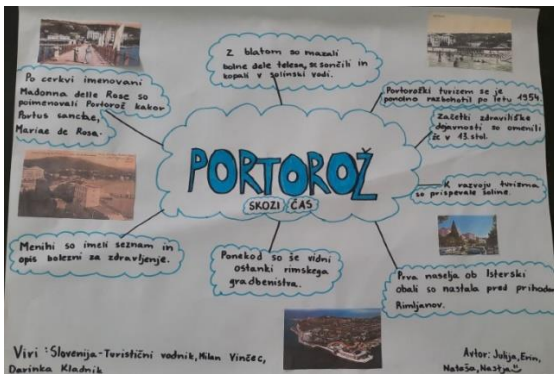 Z blatom so mazali
bolne dele telesa, se sončili in
kopali v solinski vodi.
Po cerkvi imenovani
Madonna delle Rose so
poimenovali Portorož kakor
Portus sanctae,
Mariae de Rosa.
Portoroški turizem se je
ponovno razbohotil po letu 1954.
Začetki zdraviliške
dejavnosti so omenili
že v 13.stol.
PORTOROŽ
SKOZI ČAS
K razvoju turizma
so prispevale soline.
Menihi so imeli seznam in
opis bolezni za zdravljenje.
Ponekod so še vidni
ostanki rimskega
gradbeništva.
Prva naselja ob Isterski
obali so nastala pred prihodom
Rimljanov.
Viri : Slovenija-Turistični vodnik, Milan Vinčec,
Darinka Kladnik
Avtor: Julija, Erin,
Nataša, Nastja